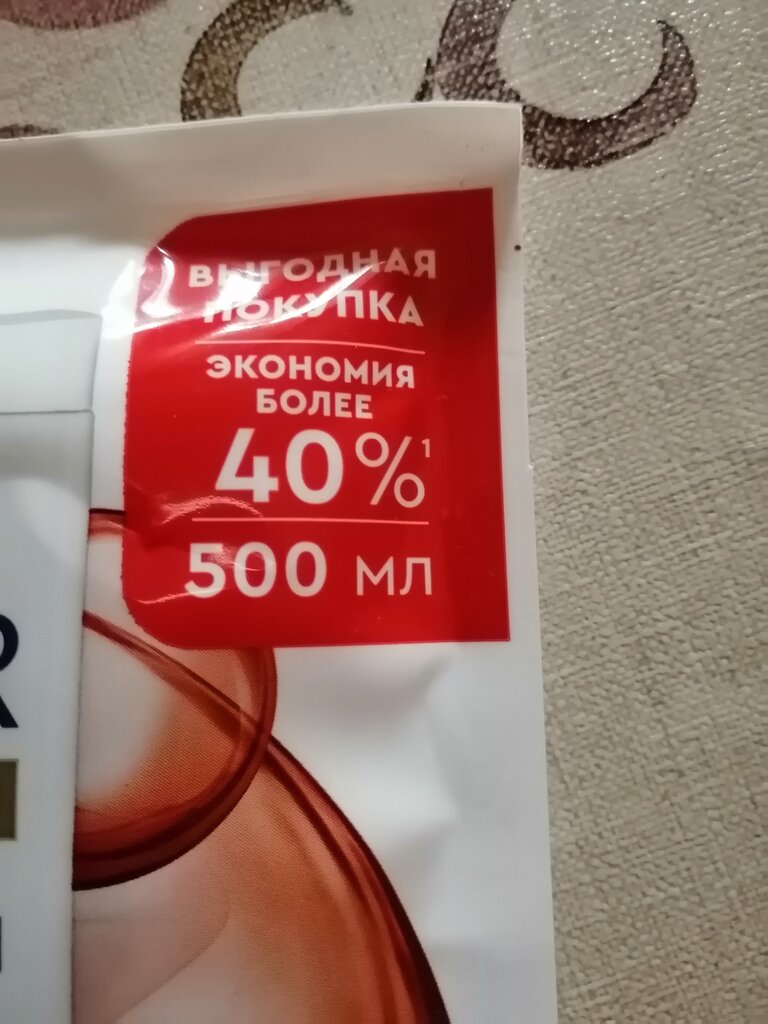 ВЫГОДНАЯ
ПОКУПКА
ЭКОНОМИЯ
БОЛЕЕ
40%¹
500 МЛ
R